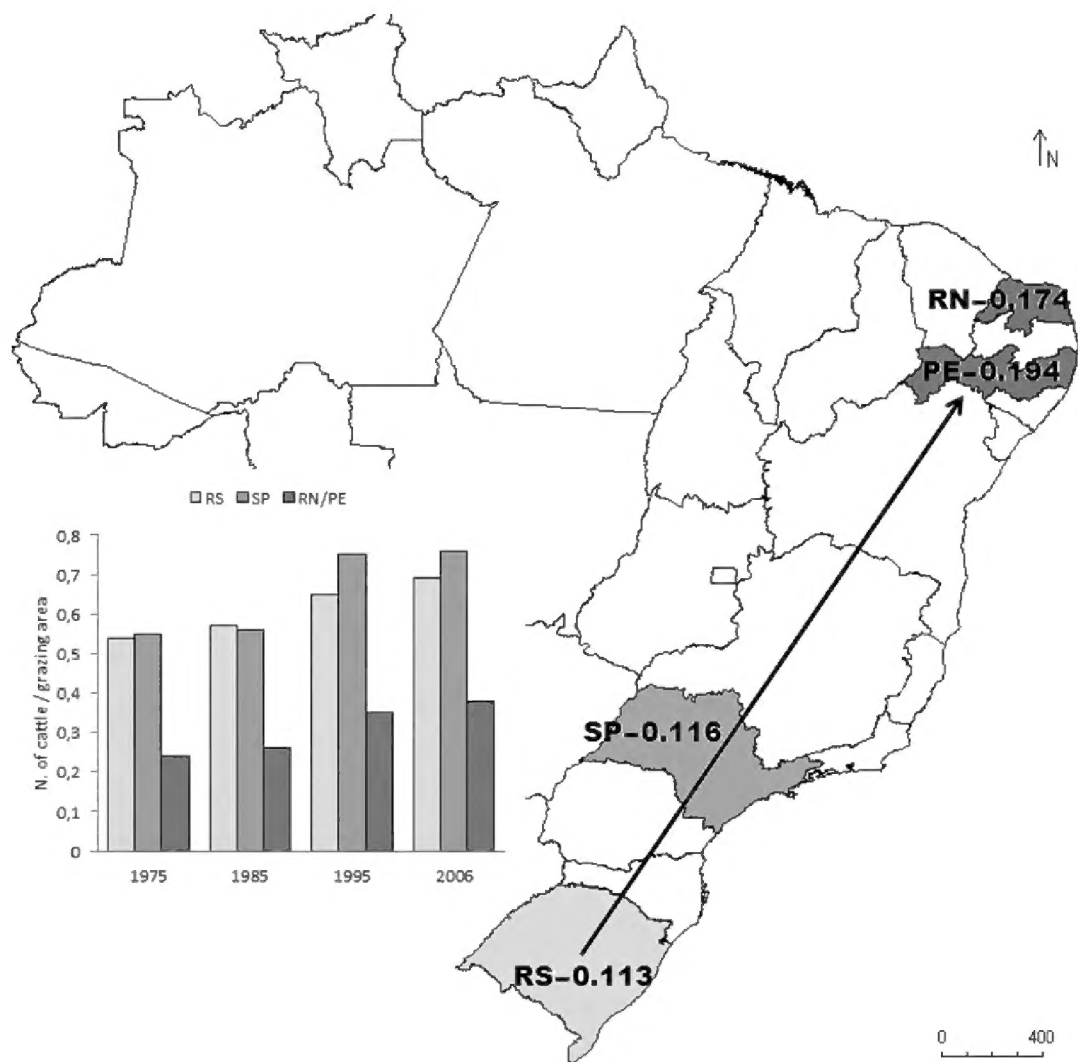 N
RN-0.174
PE-0.194
RS SP RN/PE
0,8
0,7
0,6
0,5
0,4
0,3
0,2
0,1
0
N. of cattle / grazing area
1975 1985 1995 2006
SP-0.116
RS-0.113
0 400